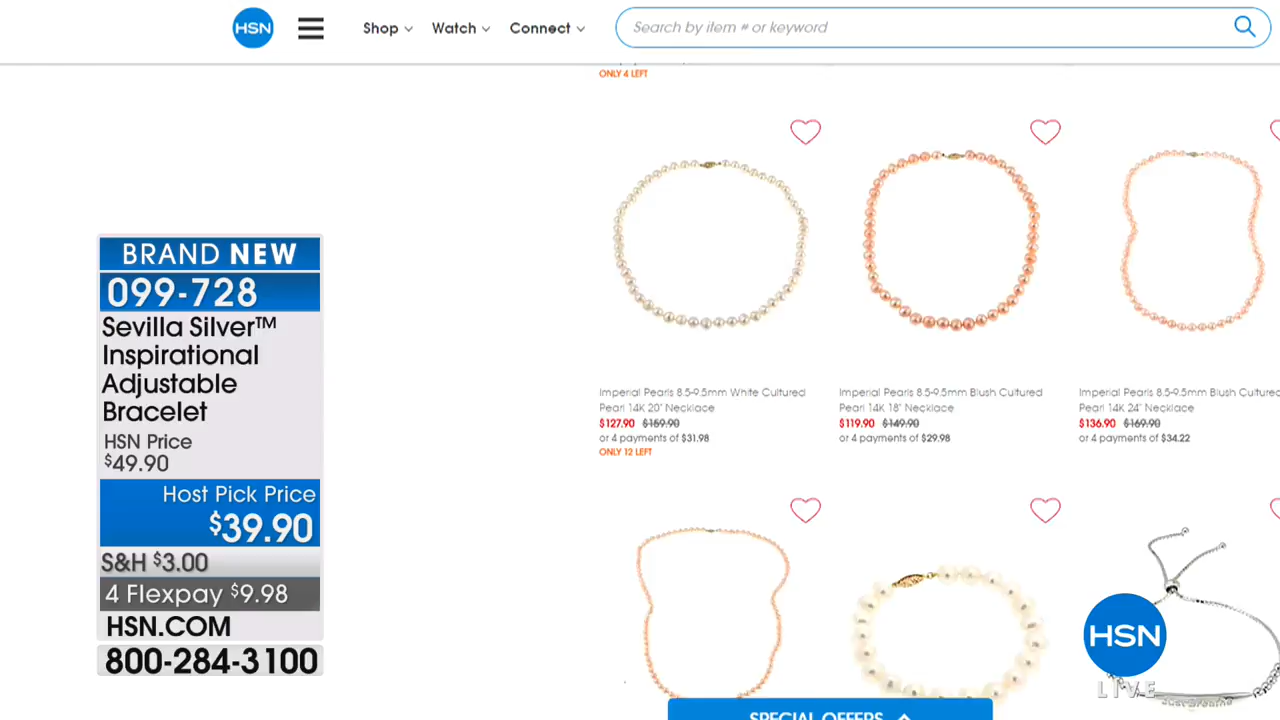 HSN
Shop
Watch
Connect
Search by item # or keyword
ONLY 4 LEFT
BRAND NEW
099-728
Sevilla Silver™
Inspirational
Adjustable
Bracelet
HSN Price
$49.90
Host Pick Price
$39.90
S&H $3.00
4 Flexpay $9.98
HSN.COM
800-284-3100
Imperial Pearls 8.5-9.5mm White Cultured
Pearl 14K 20" Necklace
$127.90 $159.90
or 4 payments of $31.98
ONLY 12 LEFT
Imperial Pearls 8.5-9.5mm Blush Cultured
Pearl 14K 18" Necklace
$119.90 $149.90
or 4 payments of $29.98
Imperial Pearls 8.5-9.5mm Blush Cultured
Pearl 14K 24" Necklace
$136.90 $169.90
or 4 payments of $34.22
HSN
LIVE
Just Breathe
SPECIAL OFFERS